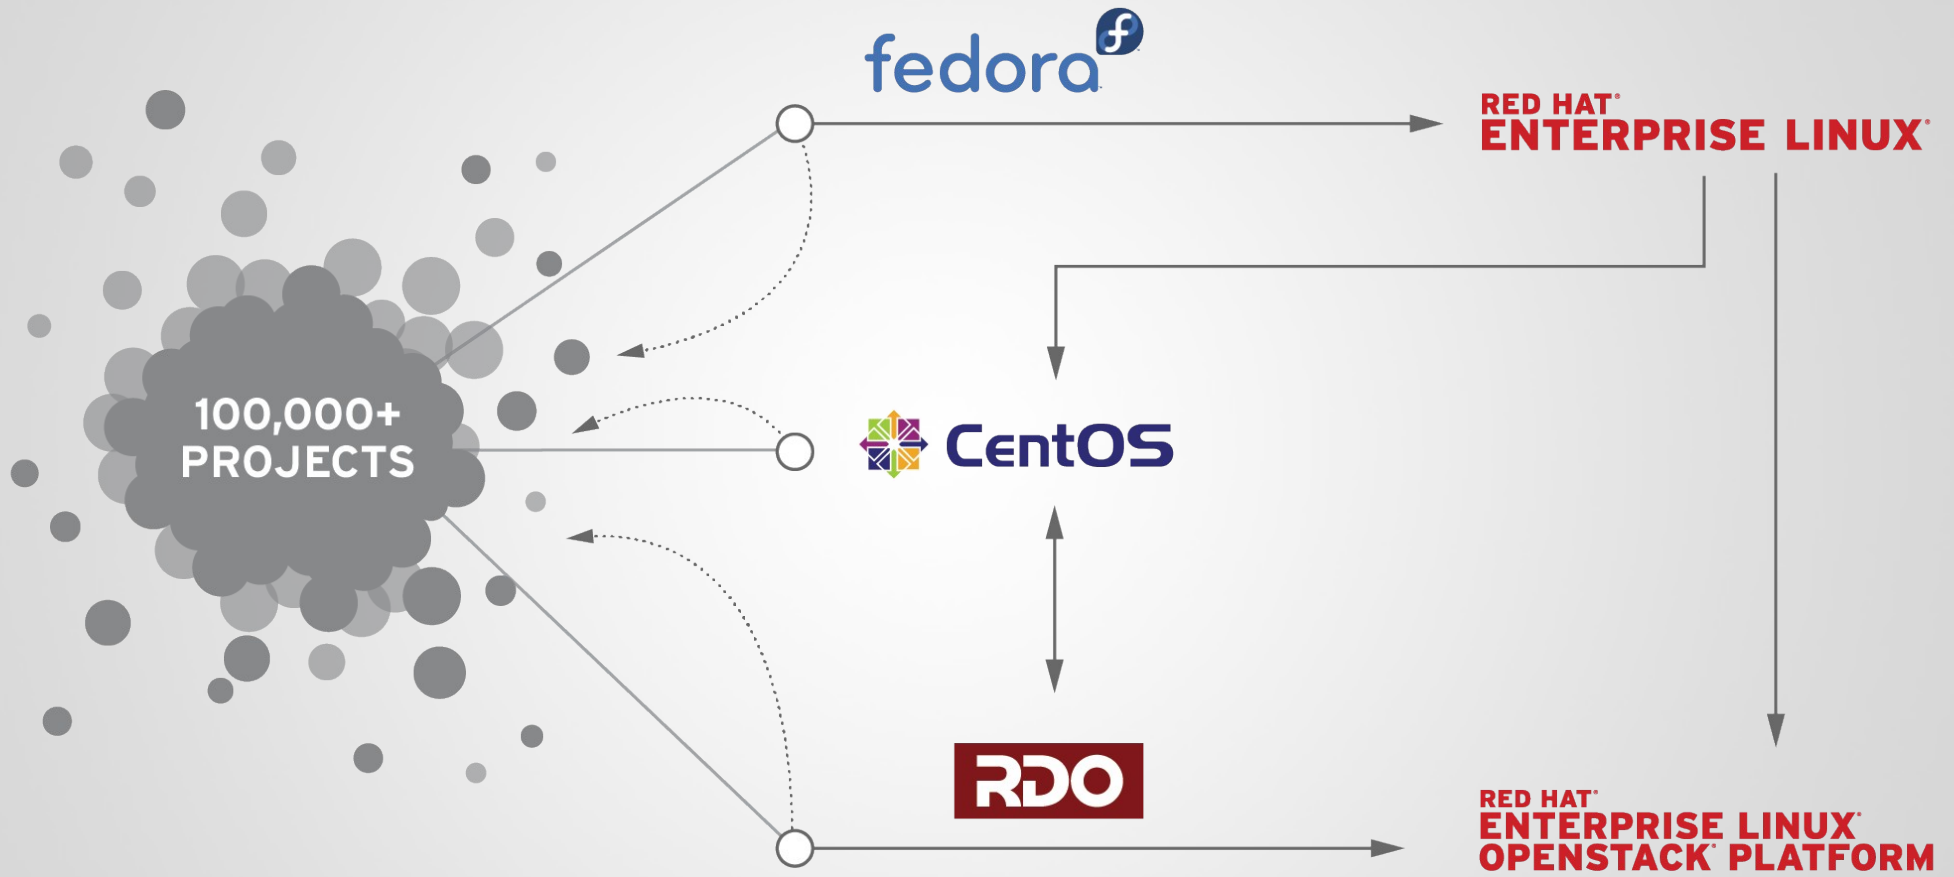 fedora
RED HAT®
ENTERPRISE LINUX®
100,000+
PROJECTS
CentOS
RDO
RED HAT®
ENTERPRISE LINUX®
OPENSTACK® PLATFORM